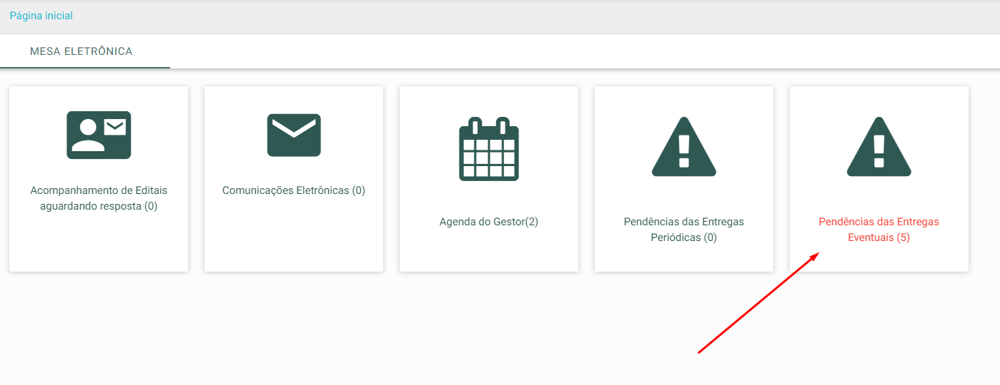 Página inicial
MESA ELETRÔNICA
Acompanhamento de Editais
aguardando resposta (0)
Comunicações Eletrônicas (0)
Agenda do Gestor(2)
Pendências das Entregas
Periódicas (0)
Pendências das Entregas
Eventuais (5)